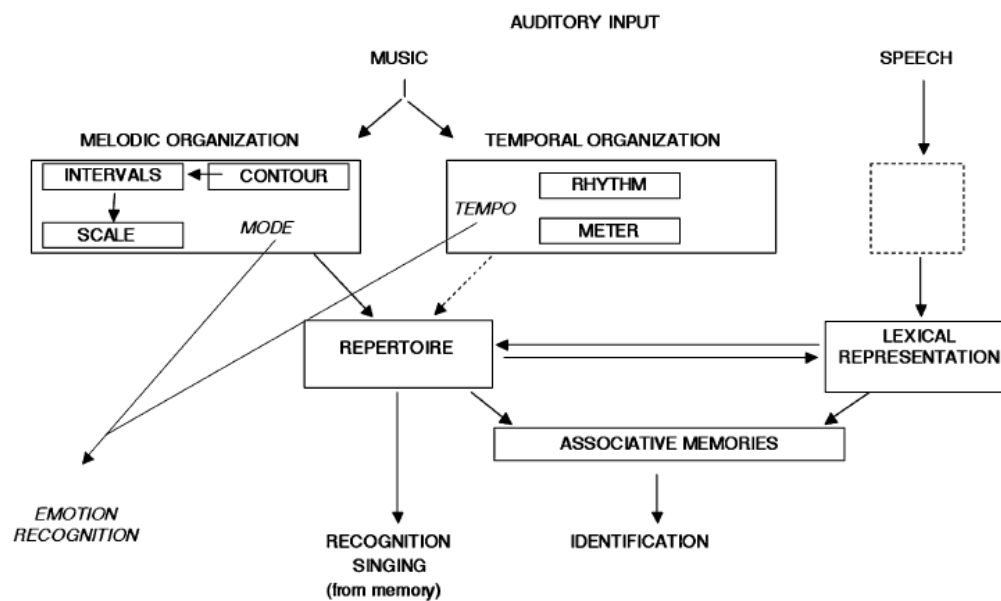 AUDITORY INPUT
MUSIC
SPEECH
MELODIC ORGANIZATION
TEMPORAL ORGANIZATION
INTERVALS
CONTOUR
RHYTHM
TEMPO
SCALE
MODE
METER
REPERTOIRE
LEXICAL
REPRESENTATION
ASSOCIATIVE MEMORIES
EMOTION
RECOGNITION
RECOGNITION
SINGING
(from memory)
IDENTIFICATION